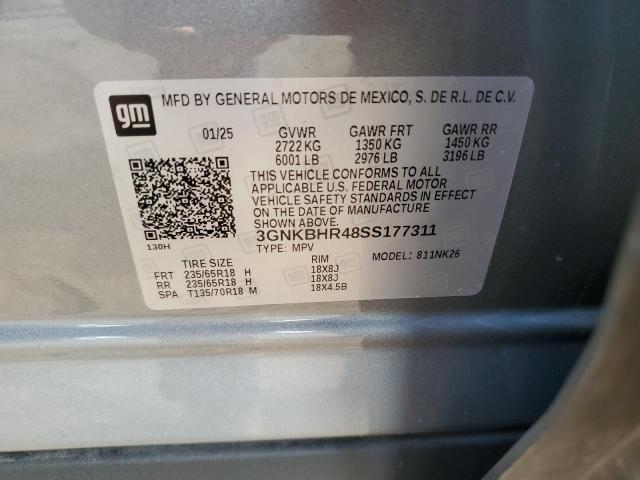 gm
MFD BY GENERAL MOTORS DE MEXICO, S. DE R.L. DE C.V.
01/25 GVWR GAWR FRT GAWR RR
2722 KG 1350 KG 1450 KG
6001 LB 2976 LB 3196 LB
THIS VEHICLE CONFORMS TO ALL
APPLICABLE U.S. FEDERAL MOTOR
VEHICLE SAFETY STANDARDS IN EFFECT
ON THE DATE OF MANUFACTURE
SHOWN ABOVE.
3GNKBHR48SS177311
130H
TYPE: MPV MODEL: 811NK26
TIRE SIZE RIM
FRT 235/65R18 H 18X8J
RR 235/65R18 H 18X8J
SPA T135/70R18 M 18X4.5B